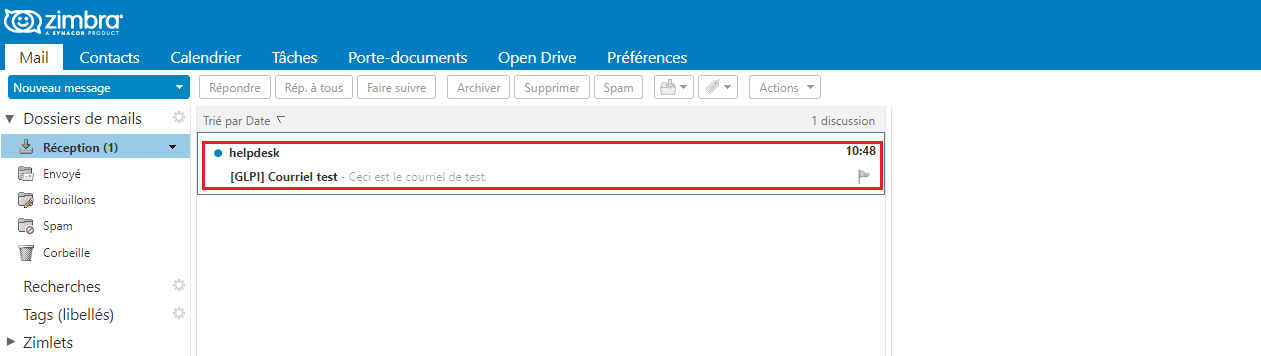 zimbra
A SYNACOR PRODUCT
Mail Contacts Calendrier Tâches Porte-documents Open Drive Préférences
Nouveau message Répondre Rép. à tous Faire suivre Archiver Supprimer Spam Actions
Dossiers de mails
Trié par Date 1 discussion
Réception (1)
helpdesk 10:48
[GLPI] Courriel test - Ceci est le courriel de test.
Envoyé
Brouillons
Spam
Corbeille
Recherches
Tags (libellés)
Zimlets